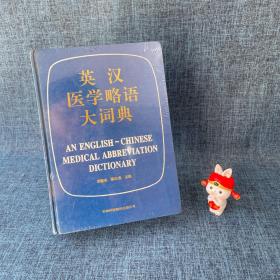 英汉
医学略语
大词典
AN ENGLISH–CHINESE
MEDICAL ABBREVIATION
DICTIONARY